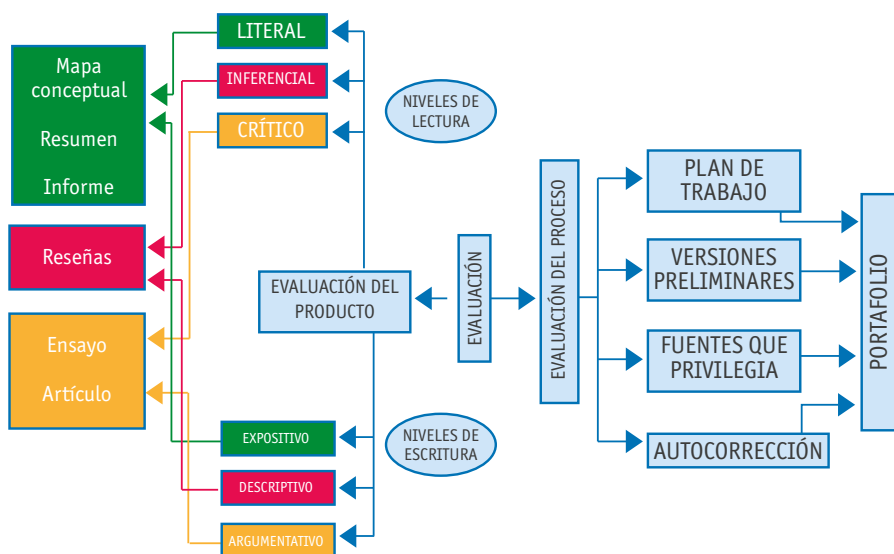 LITERAL
INFERENCIAL
CRÍTICO
NIVELES DE
LECTURA
Mapa
conceptual
Resumen
Informe
Reseñas
Ensayo
Artículo
EVALUACIÓN DEL
PRODUCTO
EXPOSITIVO
DESCRIPTIVO
ARGUMENTATIVO
NIVELES DE
ESCRITURA
EVALUACIÓN
EVALUACIÓN DEL PROCESO
PLAN DE
TRABAJO
VERSIONES
PRELIMINARES
FUENTES QUE
PRIVILEGIA
AUTOCORRECCIÓN
PORTAFOLIO